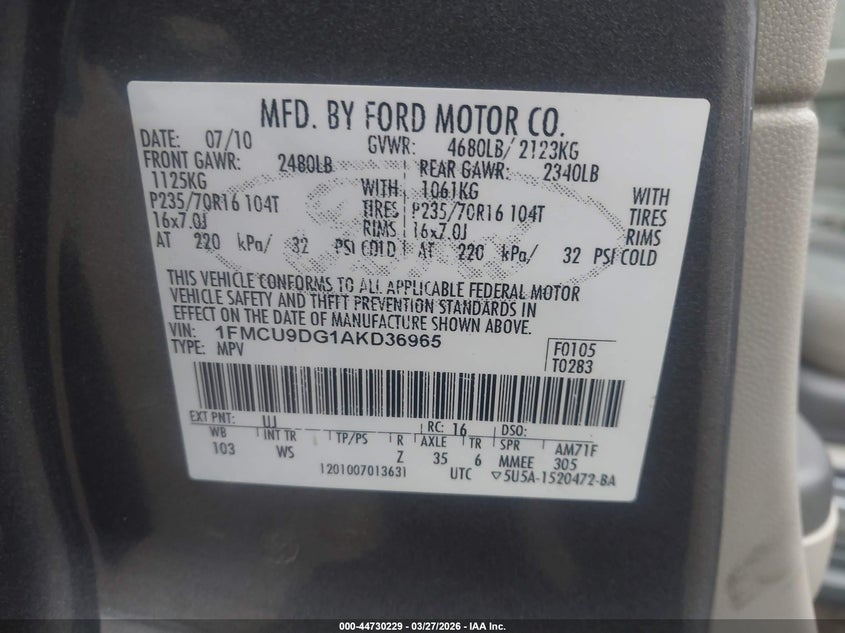 MFD. BY FORD MOTOR CO.
DATE: 07/10 GVWR: 4680LB/ 2123KG
FRONT GAWR: 2480LB REAR GAWR: 2340LB
1125KG WITH 1061KG WITH
P235/70R16 104T TIRES P235/70R16 104T TIRES
16x7.0J RIMS 16x7.0J RIMS
AT 220 kPa/ 32 PSI COLD AT 220 kPa/ 32 PSI COLD
THIS VEHICLE CONFORMS TO ALL APPLICABLE FEDERAL MOTOR
VEHICLE SAFETY AND THEFT PREVENTION STANDARDS IN
EFFECT ON THE DATE OF MANUFACTURE SHOWN ABOVE.
VIN: 1FMCU9DG1AKD36965
TYPE: MPV
F0105
T0283
EXT PNT: UJ RC: 16 DSO:
WB INT TR TP/PS R AXLE TR SPR AM71F
103 WS Z 35 6 MMEE 305
1201007013631 UTC ▽5U5A-1520472-BA
000-44730229 — 03/27/2026 — IAA Inc.